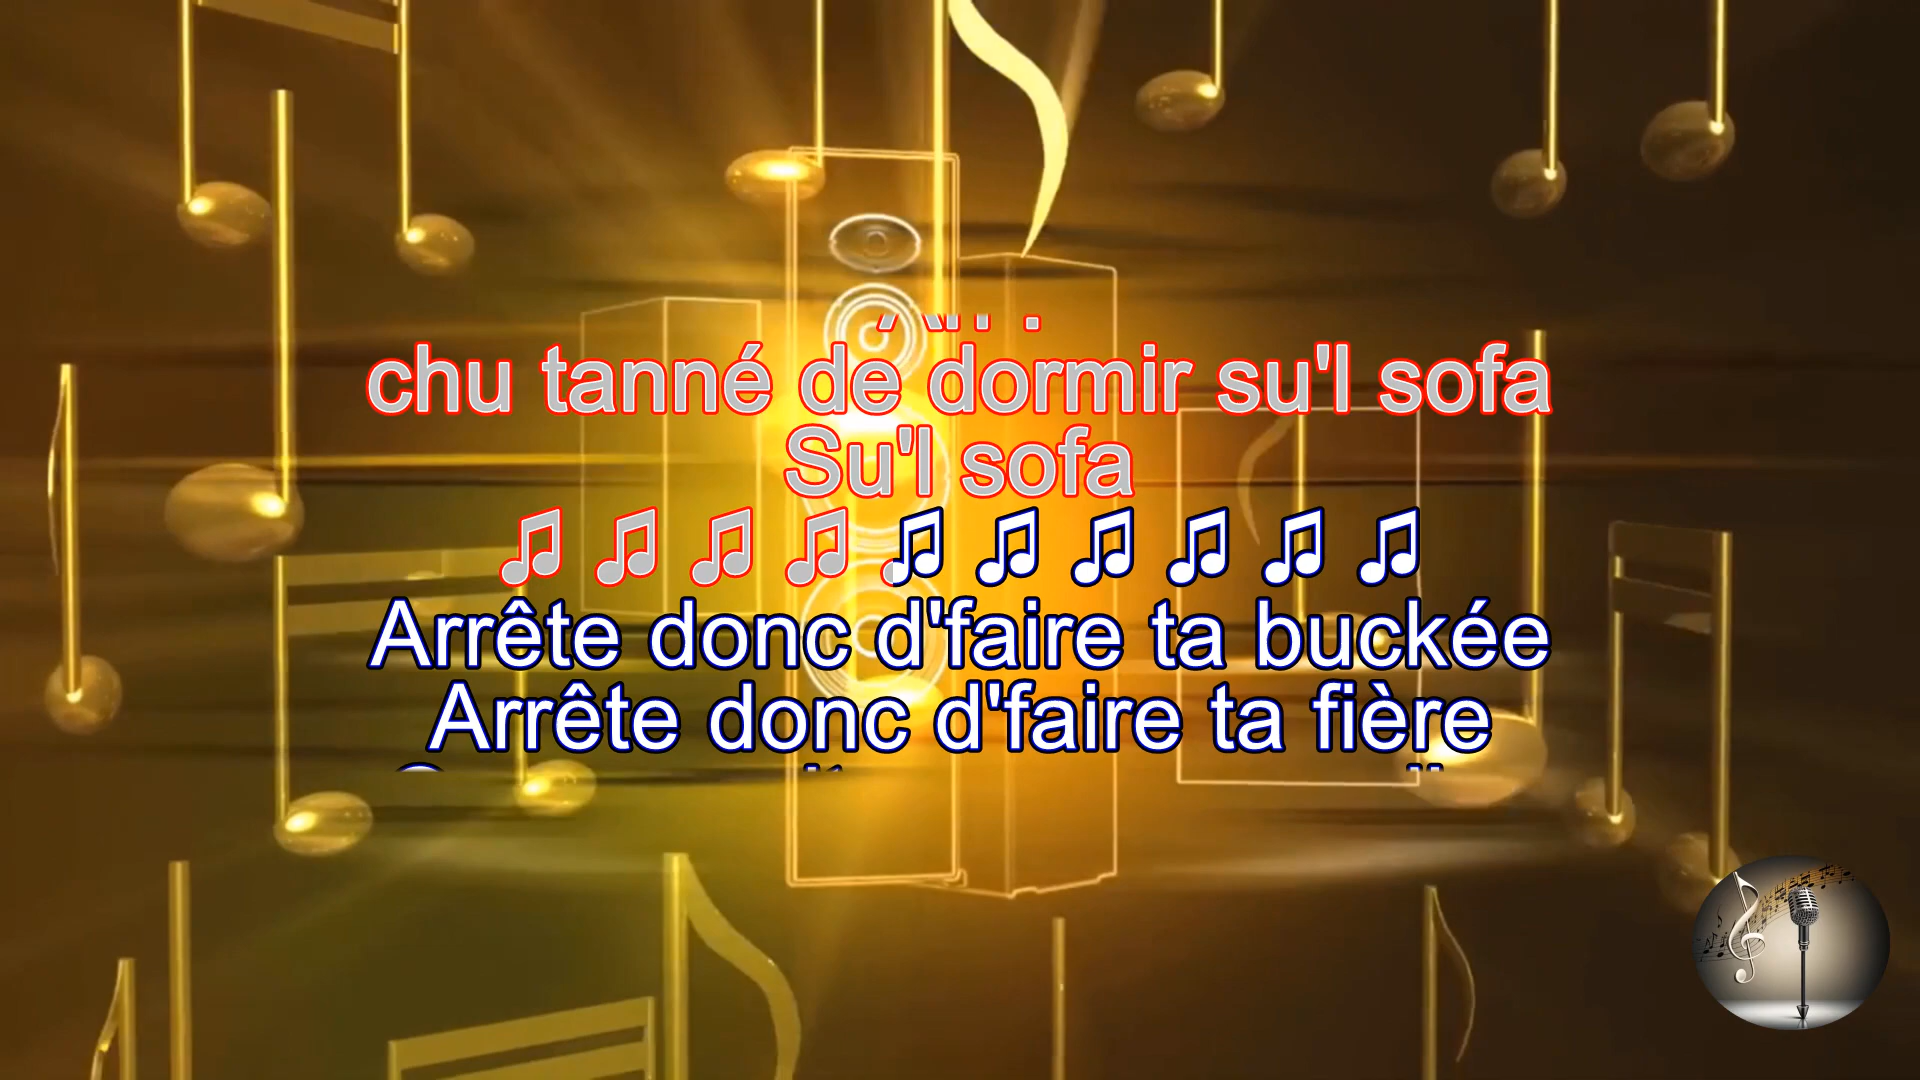 chu tanné de dormir su'l sofa
Su'l sofa
♫ ♫ ♫ ♫ ♫ ♫ ♫ ♫ ♫ ♫
Arrête donc d'faire ta buckée
Arrête donc d'faire ta fière